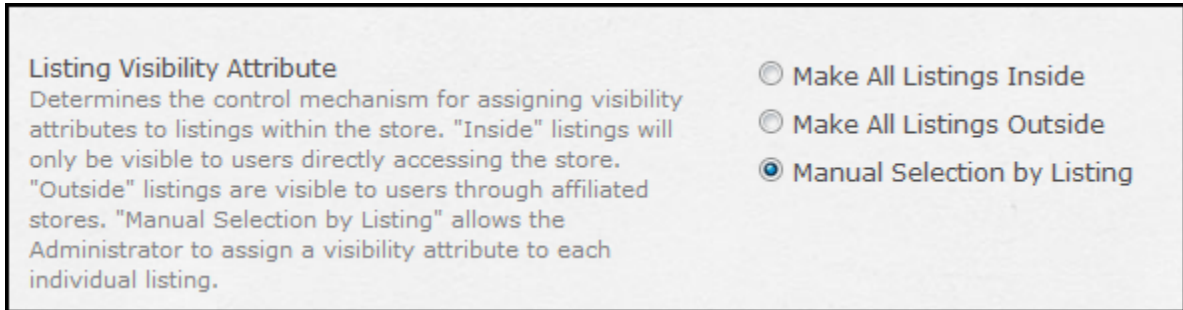 Listing Visibility Attribute
Determines the control mechanism for assigning visibility
attributes to listings within the store. "Inside" listings will
only be visible to users directly accessing the store.
"Outside" listings are visible to users through affiliated
stores. "Manual Selection by Listing" allows the
Administrator to assign a visibility attribute to each
individual listing.
Make All Listings Inside
Make All Listings Outside
Manual Selection by Listing